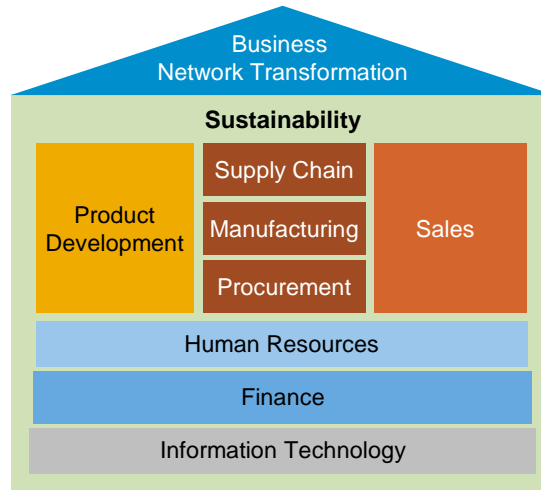 Business
Network Transformation
Sustainability
Product
Development
Supply Chain
Manufacturing
Procurement
Sales
Human Resources
Finance
Information Technology